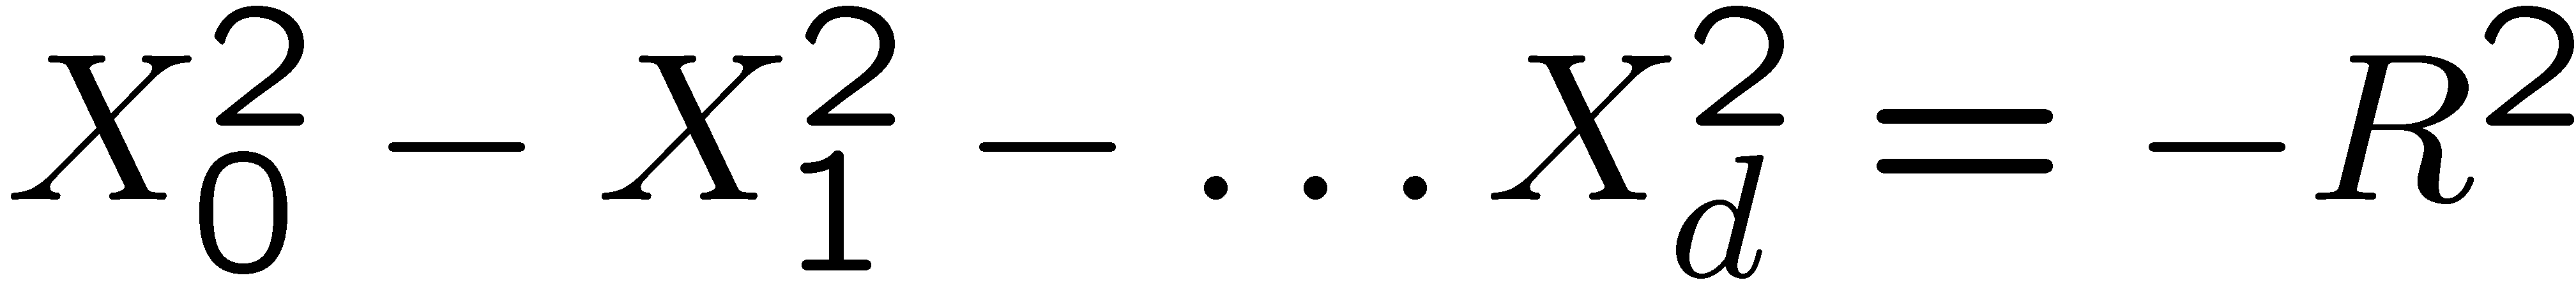 $X_0^2 - X_1^2 - \ldots X_d^2 = -R^2$